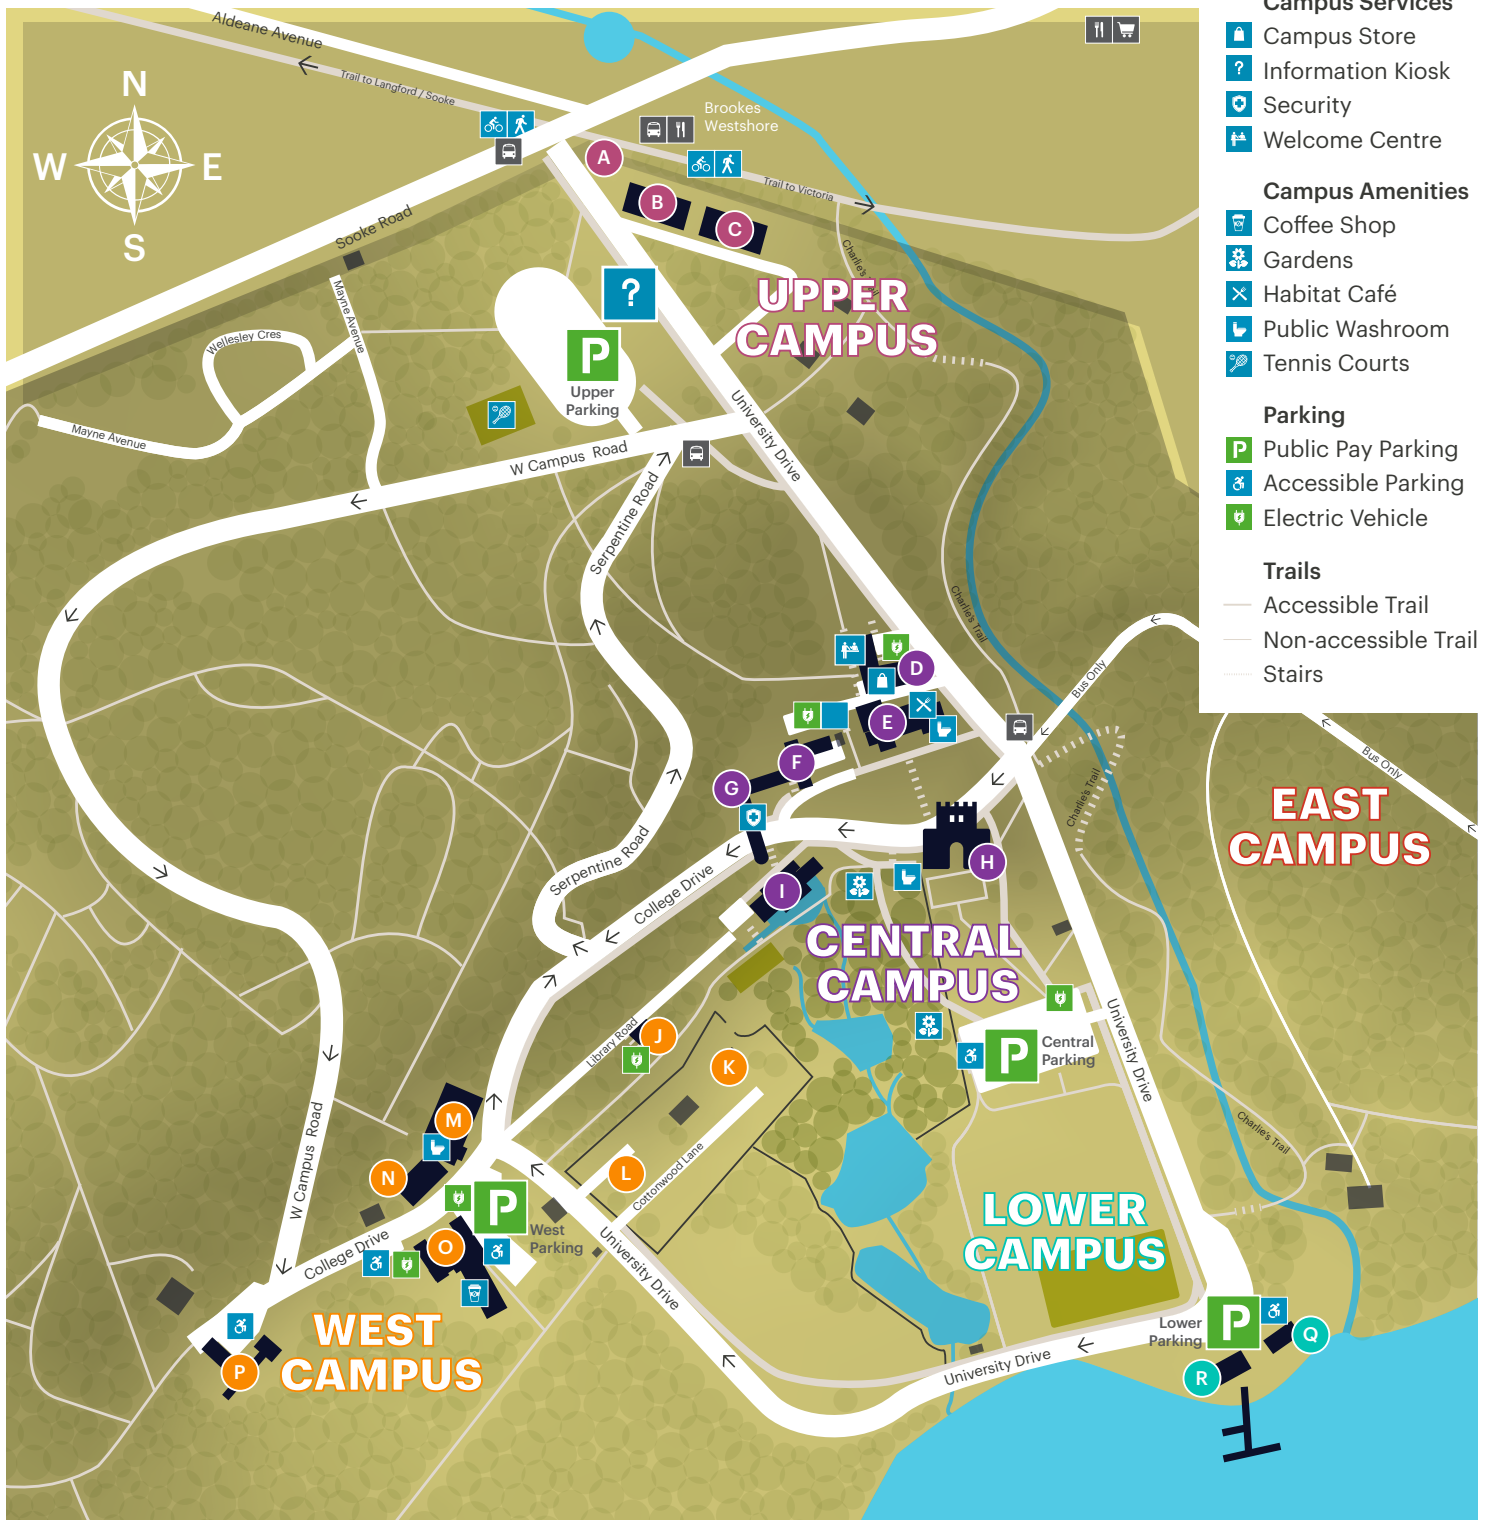 Campus Services
Campus Store
? Information Kiosk
Security
Welcome Centre
Campus Amenities
Coffee Shop
Gardens
Habitat Café
Public Washroom
Tennis Courts
Parking
P Public Pay Parking
Accessible Parking
Electric Vehicle
Trails
Accessible Trail
Non-accessible Trail
Stairs
Aldeane Avenue
Trail to Langford / Sooke
N
W E
S
Brookes
Westshore
A
B
C
Trail to Victoria
Charlie's Trail
Sooke Road
Mayne Avenue
Wellesley Cres
Mayne Avenue
?
P
Upper
Parking
UPPER
CAMPUS
W Campus Road
University Drive
Serpentine Road
Charlie's Trail
Bus Only
D
E
F
G
H
I
Bus Only
Charlie's Trail
EAST
CAMPUS
Serpentine Road
College Drive
CENTRAL
CAMPUS
P
Central
Parking
University Drive
Library Road
J
K
L
Cottonwood Lane
M
N
O
P
West
Parking
W Campus Road
College Drive
University Drive
Charlie's Trail
LOWER
CAMPUS
WEST
CAMPUS
P
P
Lower
Parking
Q
R
University Drive